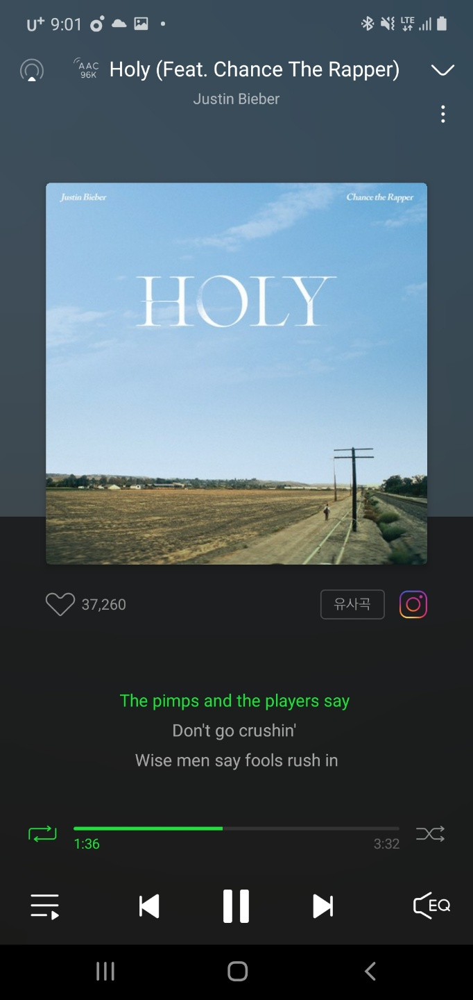 U+ 9:01 LTE
AAC
96K
Holy (Feat. Chance The Rapper)
Justin Bieber
Justin Bieber Chance the Rapper
HOLY
37,260 유사곡
The pimps and the players say
Don't go crushin'
Wise men say fools rush in
1:36 3:32
EQ